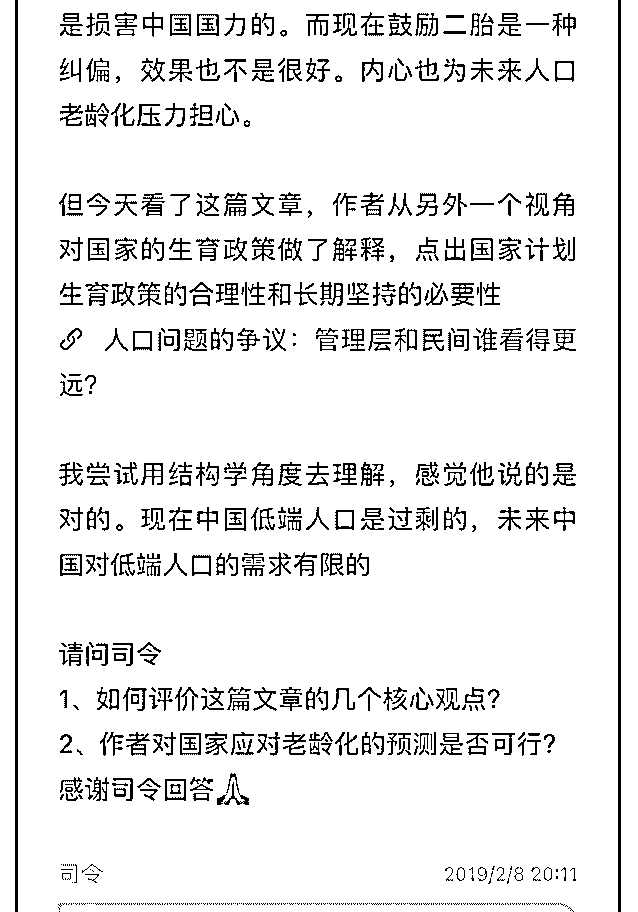 是损害中国国力的。而现在鼓励二胎是一种
纠偏，效果也不是很好。内心也为未来人口
老龄化压力担心。
但今天看了这篇文章，作者从另外一个视角
对国家的生育政策做了解释，点出国家计划
生育政策的合理性和长期坚持的必要性
人口问题的争议：管理层和民间谁看得更
远？
我尝试用结构学角度去理解，感觉他说的是
对的。现在中国低端人口是过剩的，未来中
国对低端人口的需求有限的
请问司令
1、如何评价这篇文章的几个核心观点？
2、作者对国家应对老龄化的预测是否可行？
感谢司令回答🙏
司令 2019/2/8 20:11